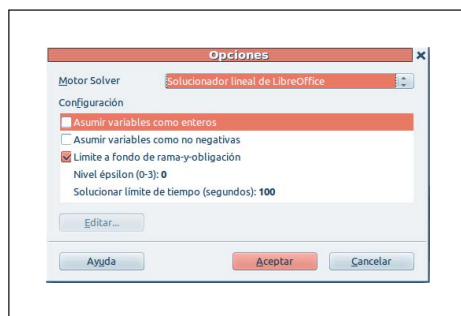 Opciones
Motor Solver Solucionador lineal de LibreOffice
Configuración
Asumir variables como enteros
Asumir variables como no negativas
Limite a fondo de rama-y-obligación
Nivel épsilon (0-3): 0
Solucionar límite de tiempo (segundos): 100
Editar...
Ayuda Aceptar Cancelar